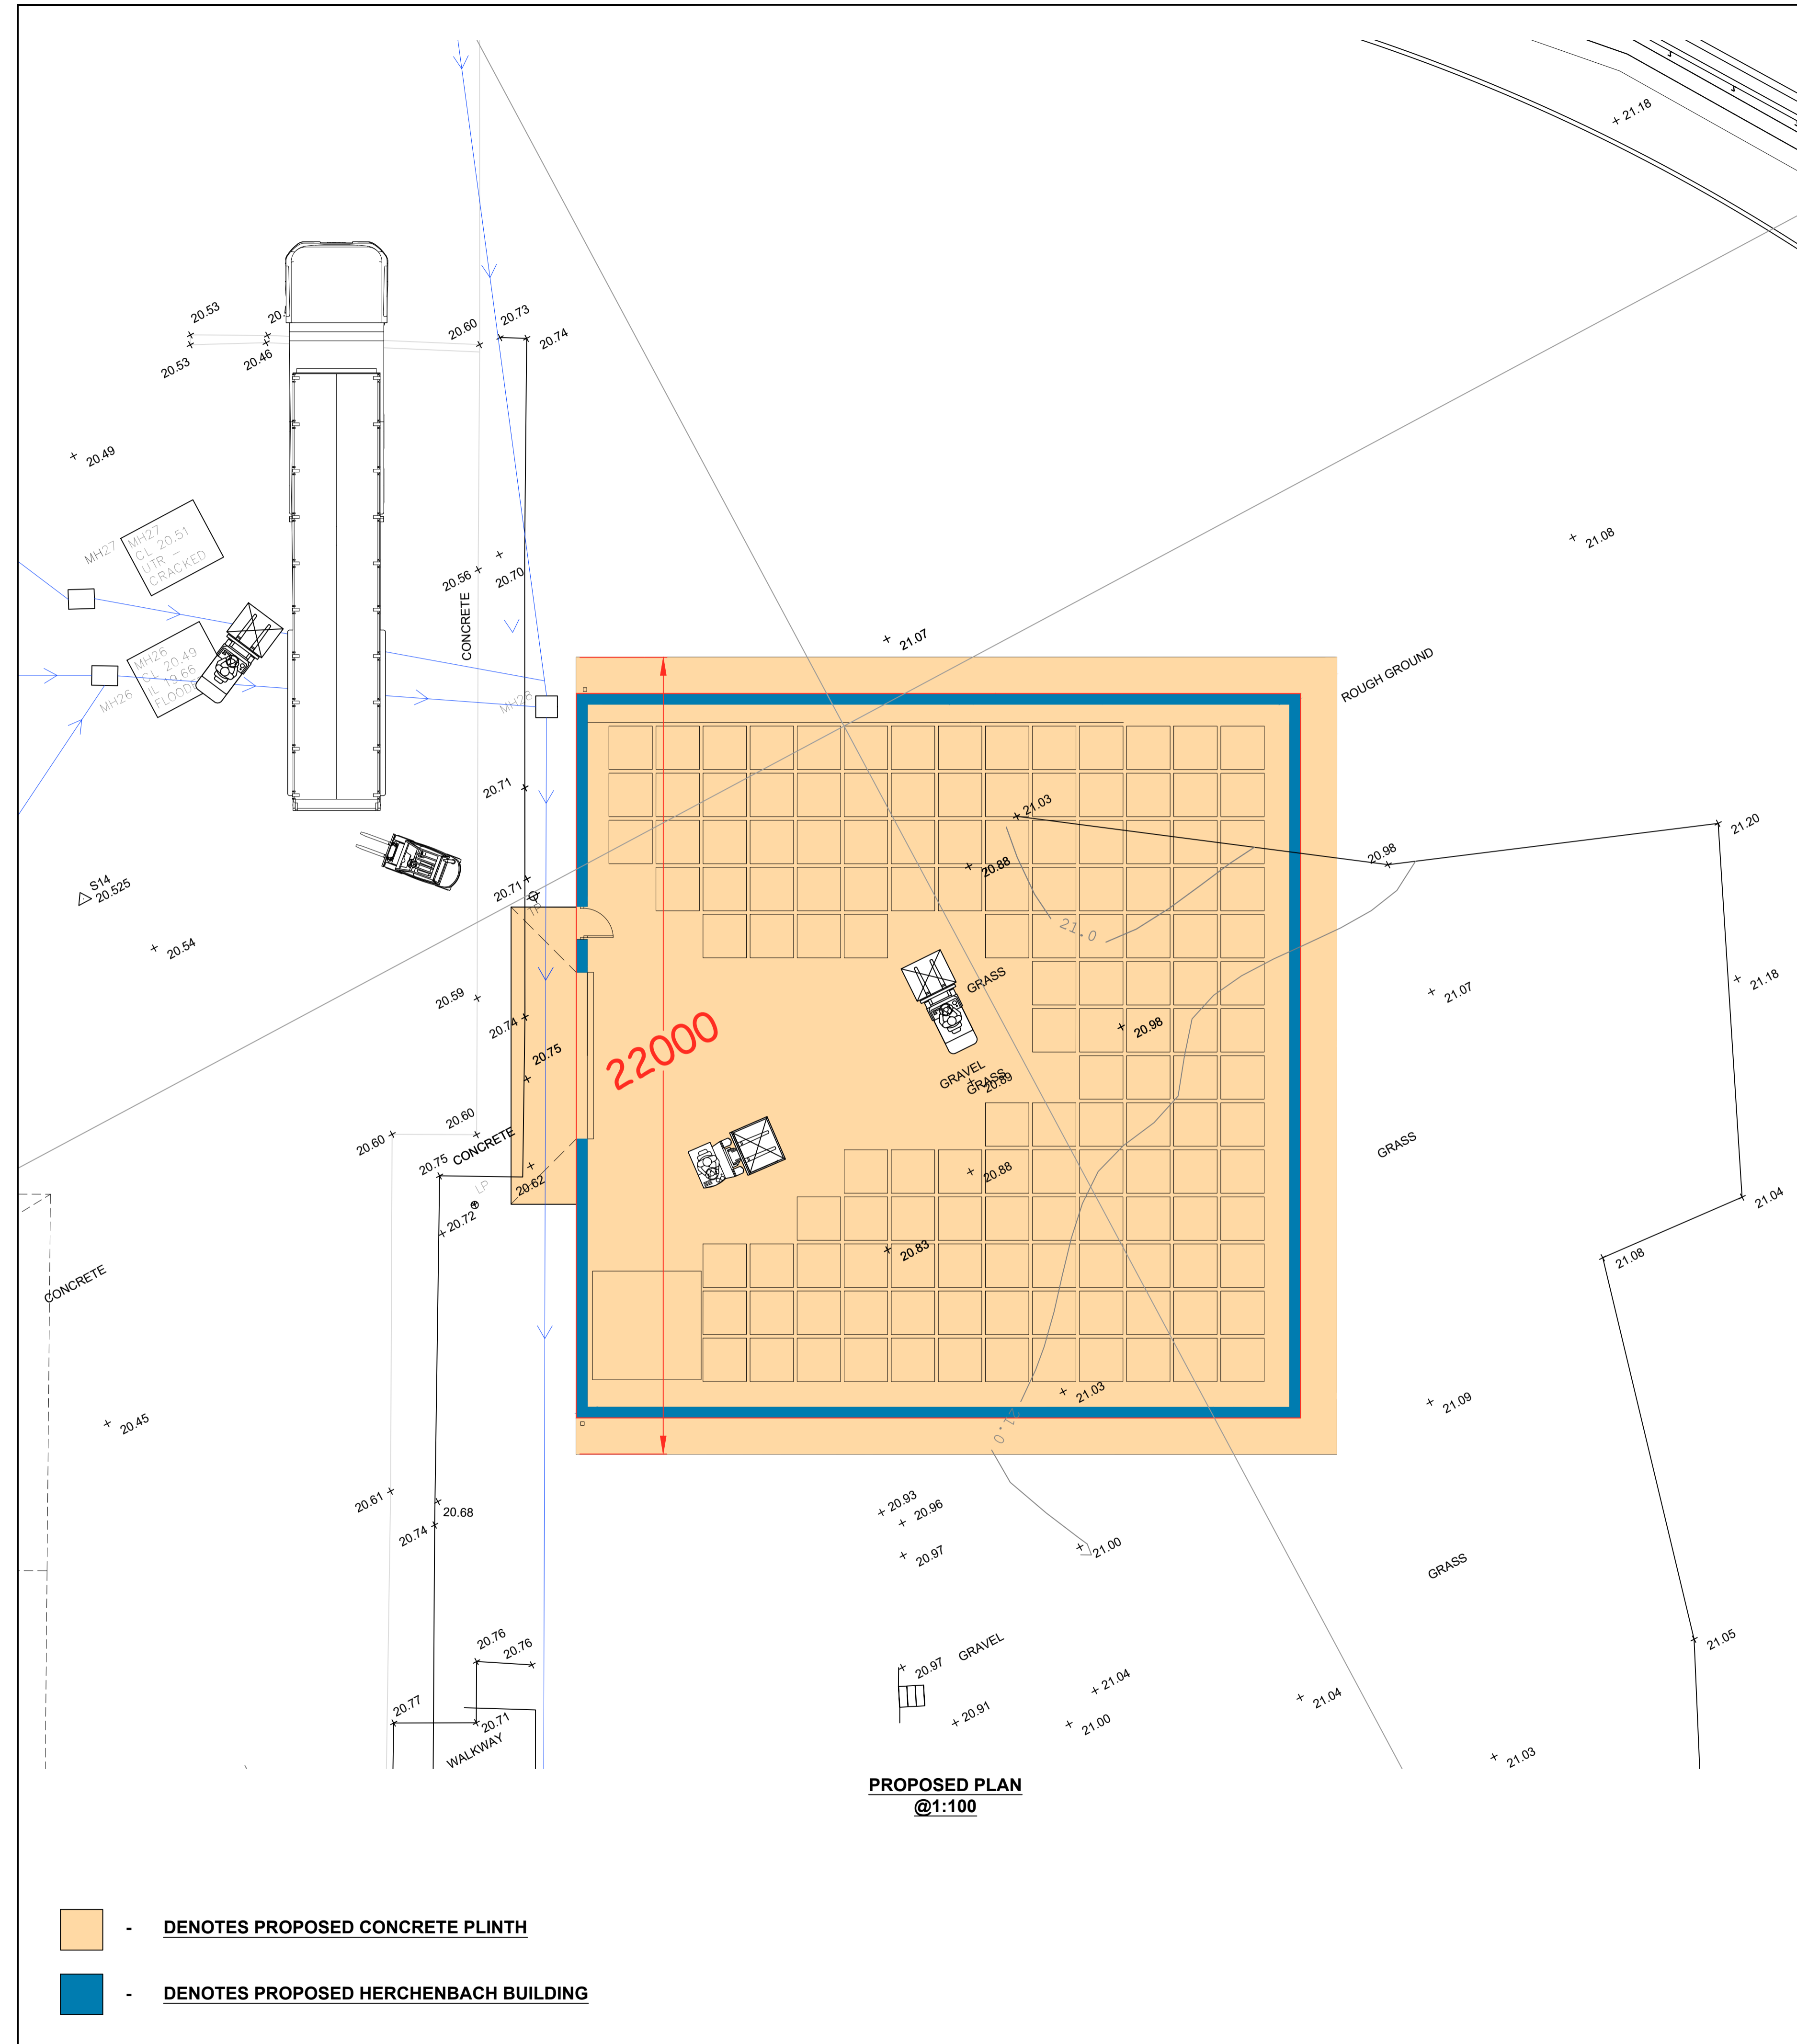 21.18
20.53
20.73
20.60
20.74
20.53
20.46
20.49
21.08
MH27
MH27
CL 20.51
UTR -
CRACKED
20.56
20.70
CONCRETE
21.07
MH26
MH26
CL 20.49
IL 19.66
ROUGH GROUND
20.71
21.03
21.20
20.98
20.88
20.71
S14
20.525
21.0
20.54
GRASS
20.59
21.07
21.18
20.74
22000
20.98
20.75
GRAVEL
GRASS
20.89
20.60
20.60
CONCRETE
20.75
GRASS
LP
20.62
20.88
21.04
20.72
20.83
21.08
CONCRETE
21.03
21.09
20.45
21.0
20.61
20.68
20.93
20.96
20.74
20.97
21.00
GRASS
20.76
20.76
20.97
GRAVEL
21.05
21.04
21.04
20.77
20.71
20.91
21.00
WALKWAY
21.03
PROPOSED PLAN
@1:100
- DENOTES PROPOSED CONCRETE PLINTH
- DENOTES PROPOSED HERCHENBACH BUILDING